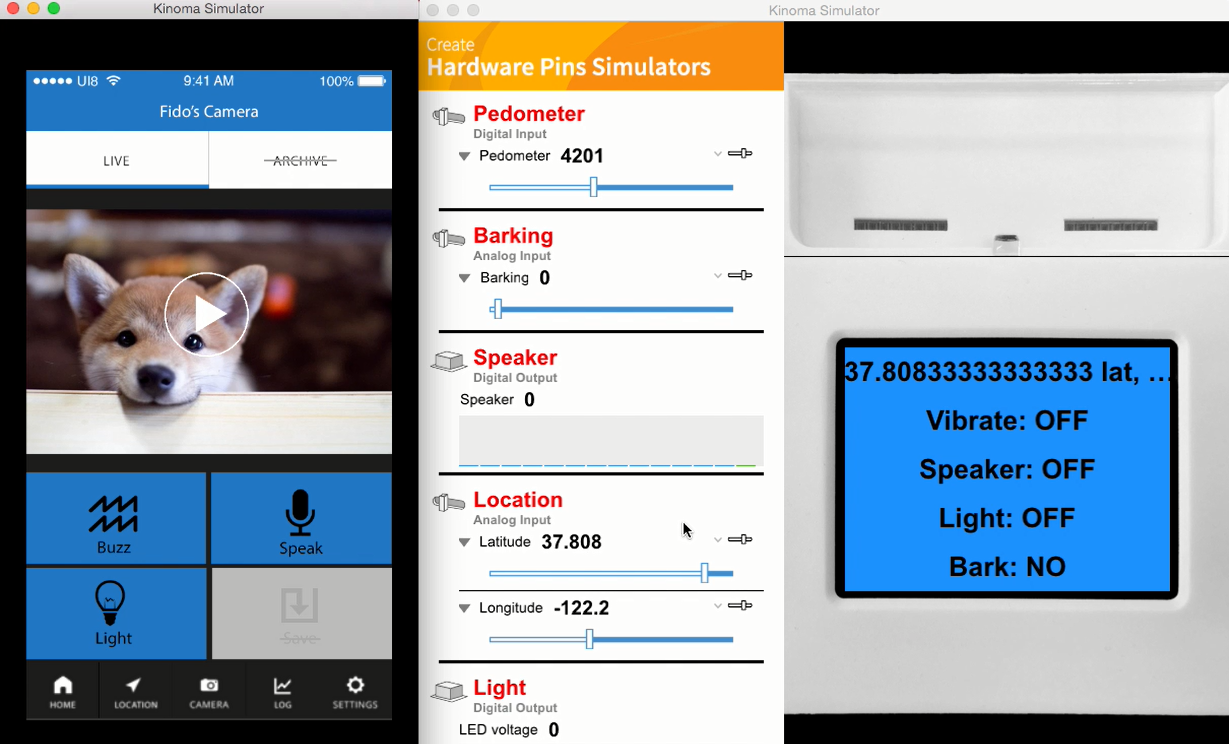 Kinoma Simulator
UI8 9:41 AM 100%
Fido's Camera
LIVE ARCHIVE
Buzz Speak
Light Save
HOME LOCATION CAMERA LOG SETTINGS
Kinoma Simulator
Create
Hardware Pins Simulators
Pedometer
Digital Input
Pedometer 4201
Barking
Analog Input
Barking 0
Speaker
Digital Output
Speaker 0
Location
Analog Input
Latitude 37.808
Longitude -122.2
Light
Digital Output
LED voltage 0
37.80833333333333 lat, ...
Vibrate: OFF
Speaker: OFF
Light: OFF
Bark: NO